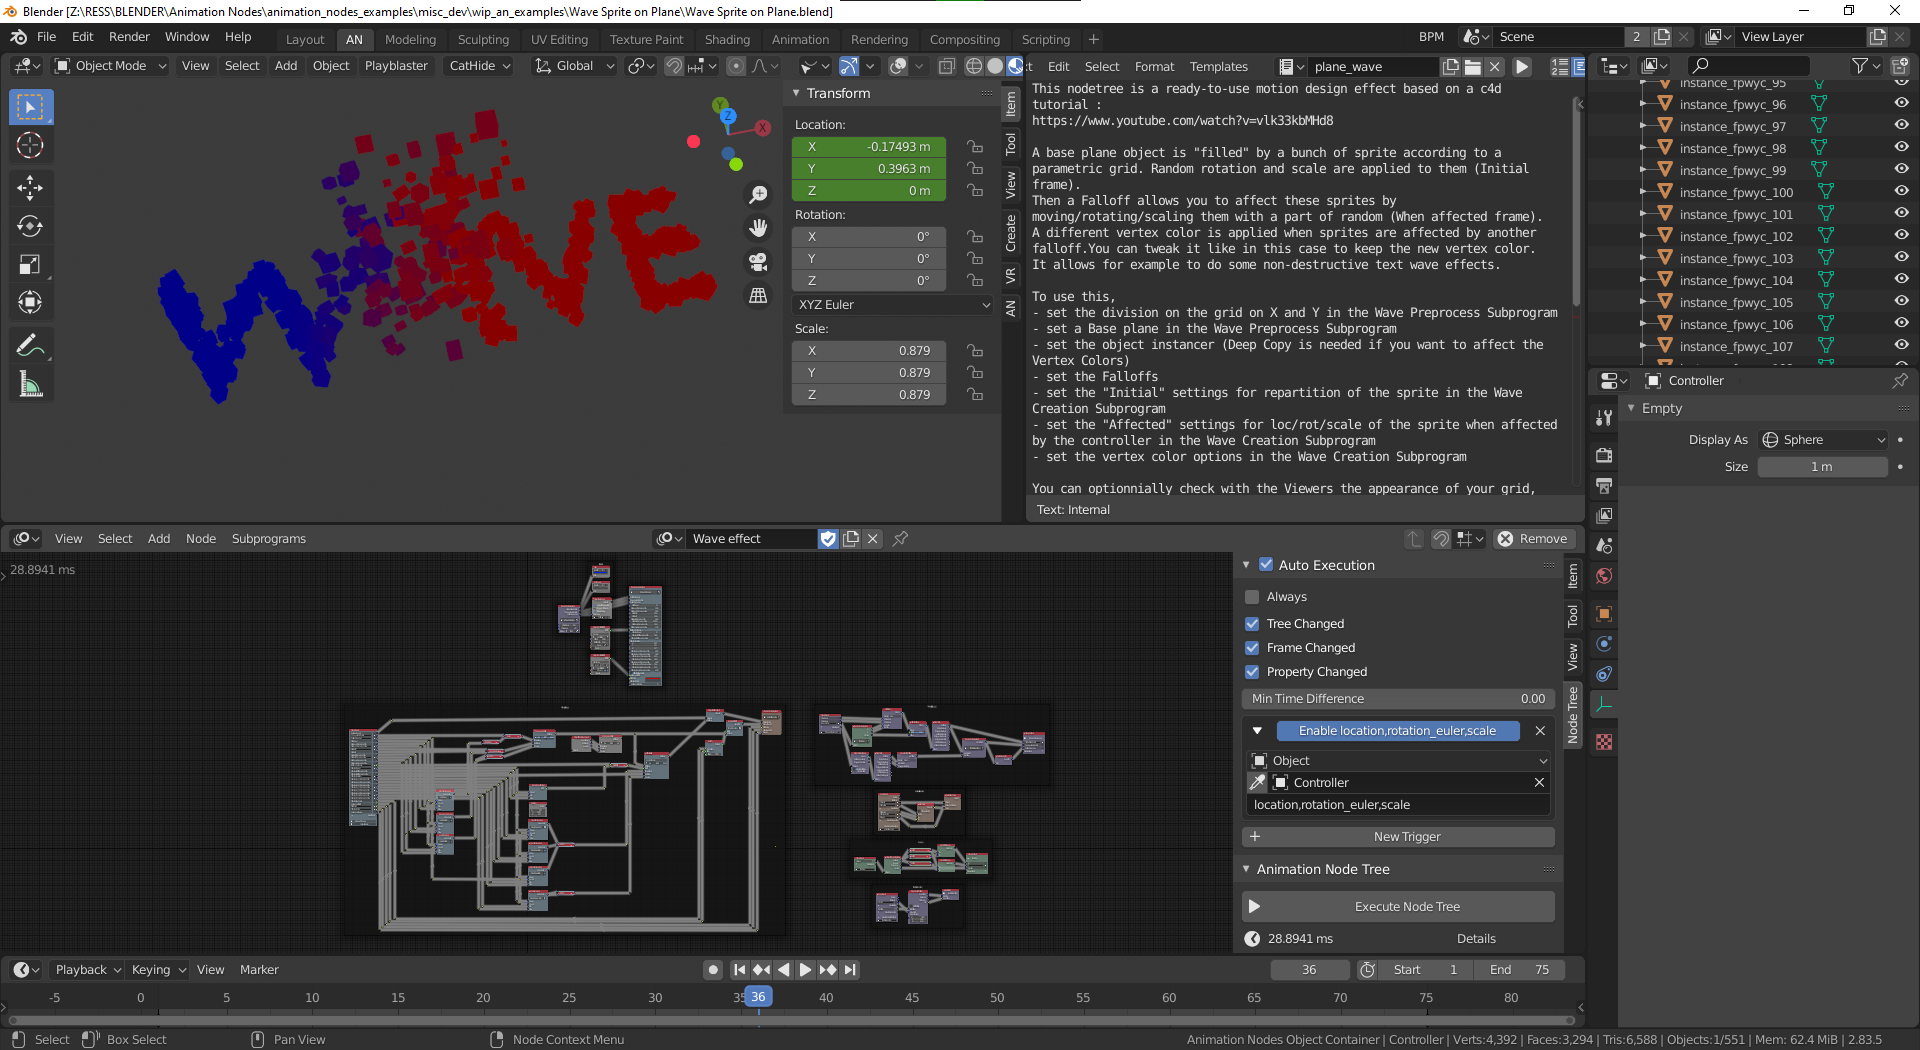 Blender [Z:\RESS\BLENDER\Animation Nodes\animation_nodes_examples\misc_dev\wip_an_examples\Wave Sprite on Plane\Wave Sprite on Plane.blend]
File Edit Render Window Help Layout AN Modeling Sculpting UV Editing Texture Paint Shading Animation Rendering Compositing Scripting + BPM Scene 2 View Layer
Object Mode View Select Add Object Playblaster CatHide Global
Y
Z
X
WAVE
Transform
Location:
X -0.17493 m
Y 0.3963 m
Z 0 m
Rotation:
X 0°
Y 0°
Z 0°
XYZ Euler
Scale:
X 0.879
Y 0.879
Z 0.879
Item
Tool
View
Create
VR
AN
Edit Select Format Templates plane_wave
This nodetree is a ready-to-use motion design effect based on a c4d
tutorial :
https://www.youtube.com/watch?v=vlk33kbMHd8
A base plane object is "filled" by a bunch of sprite according to a
parametric grid. Random rotation and scale are applied to them (Initial
frame).
Then a Falloff allows you to affect these sprites by
moving/rotating/scaling them with a part of random (When affected frame).
A different vertex color is applied when sprites are affected by another
falloff.You can tweak it like in this case to keep the new vertex color.
It allows for example to do some non-destructive text wave effects.
To use this,
- set the division on the grid on X and Y in the Wave Preprocess Subprogram
- set a Base plane in the Wave Preprocess Subprogram
- set the object instancer (Deep Copy is needed if you want to affect the
Vertex Colors)
- set the Falloffs
- set the "Initial" settings for repartition of the sprite in the Wave
Creation Subprogram
- set the "Affected" settings for loc/rot/scale of the sprite when affected
by the controller in the Wave Creation Subprogram
- set the vertex color options in the Wave Creation Subprogram
You can optionnially check with the Viewers the appearance of your grid,
Text: Internal
instance_fpwyc_95
instance_fpwyc_96
instance_fpwyc_97
instance_fpwyc_98
instance_fpwyc_99
instance_fpwyc_100
instance_fpwyc_101
instance_fpwyc_102
instance_fpwyc_103
instance_fpwyc_104
instance_fpwyc_105
instance_fpwyc_106
instance_fpwyc_107
Controller
Empty
Display As Sphere
Size 1 m
View Select Add Node Subprograms Wave effect Remove
28.8941 ms
Auto Execution
Always
Tree Changed
Frame Changed
Property Changed
Min Time Difference 0.00
Enable location,rotation_euler,scale
Object
Controller
location,rotation_euler,scale
New Trigger
Animation Node Tree
Execute Node Tree
28.8941 ms Details
Item
Tool
View
Node Tree
Playback Keying View Marker 36 Start 1 End 75
-5 0 5 10 15 20 25 30 35 36 40 45 50 55 60 65 70 75 80
Select Box Select Pan View Node Context Menu Animation Nodes Object Container | Controller | Verts:4,392 | Faces:3,294 | Tris:6,588 | Objects:1/551 | Mem: 62.4 MiB | 2.83.5